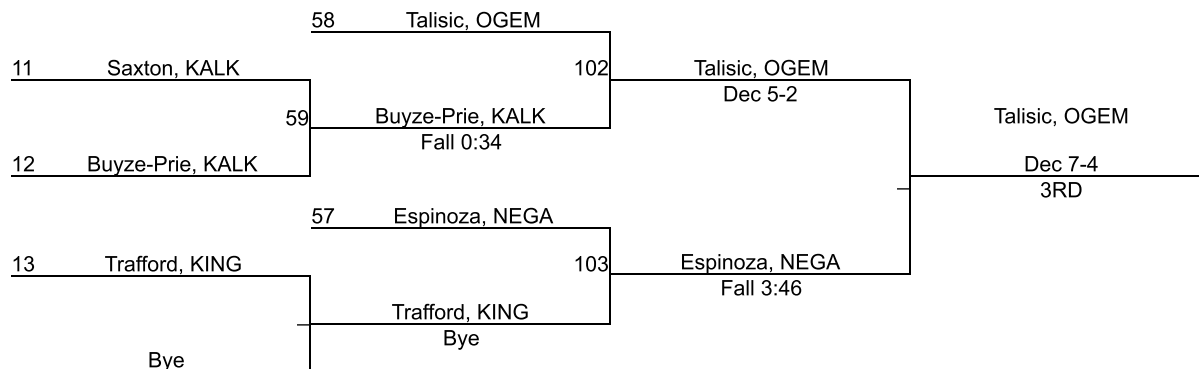 58 Talisic, OGEM
11 Saxton, KALK
102 Talisic, OGEM
Dec 5-2
59 Buyze-Prie, KALK
Fall 0:34
Talisic, OGEM
12 Buyze-Prie, KALK
Dec 7-4
3RD
57 Espinoza, NEGA
13 Trafford, KING
103 Espinoza, NEGA
Fall 3:46
Trafford, KING
Bye
Bye